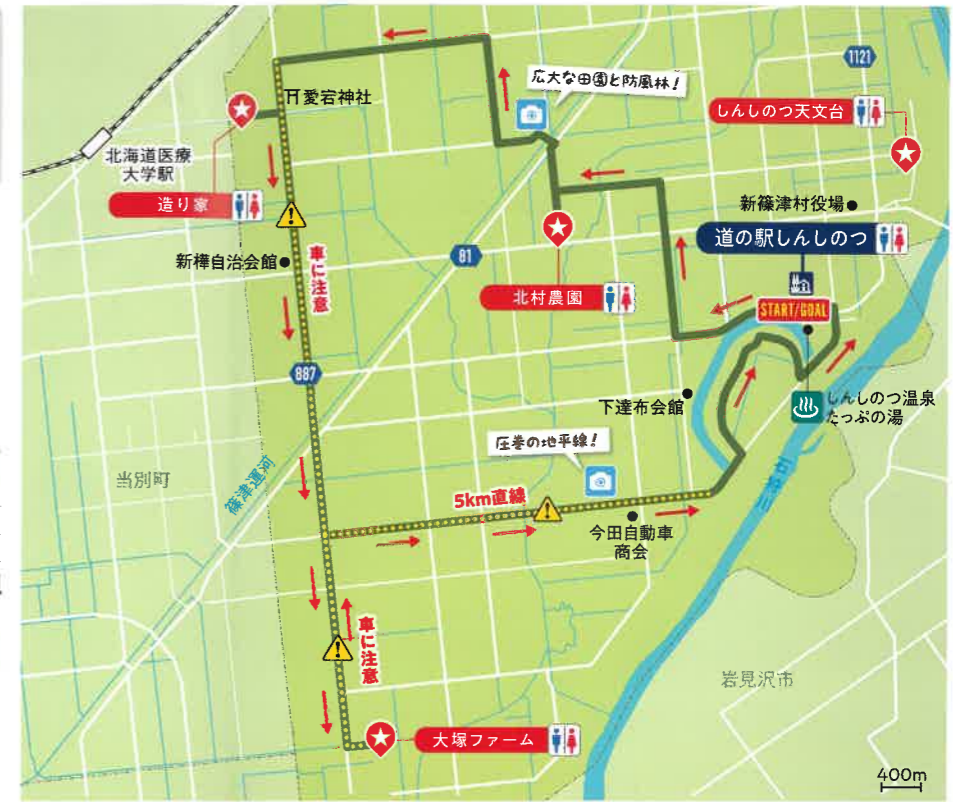 広大な田園と防風林!
1121
しんしのつ天文台
愛宕神社
北海道医療
大学駅
造り家
新篠津村役場
道の駅しんしのつ
新樺自治会館
車に注意
81
北村農園
START/GOAL
887
下達布会館
しんしのつ温泉
たっぷの湯
圧巻の地平線!
当別町
篠津運河
5km直線
石狩川
今田自動車
商会
車に注意
岩見沢市
大塚ファーム
400m